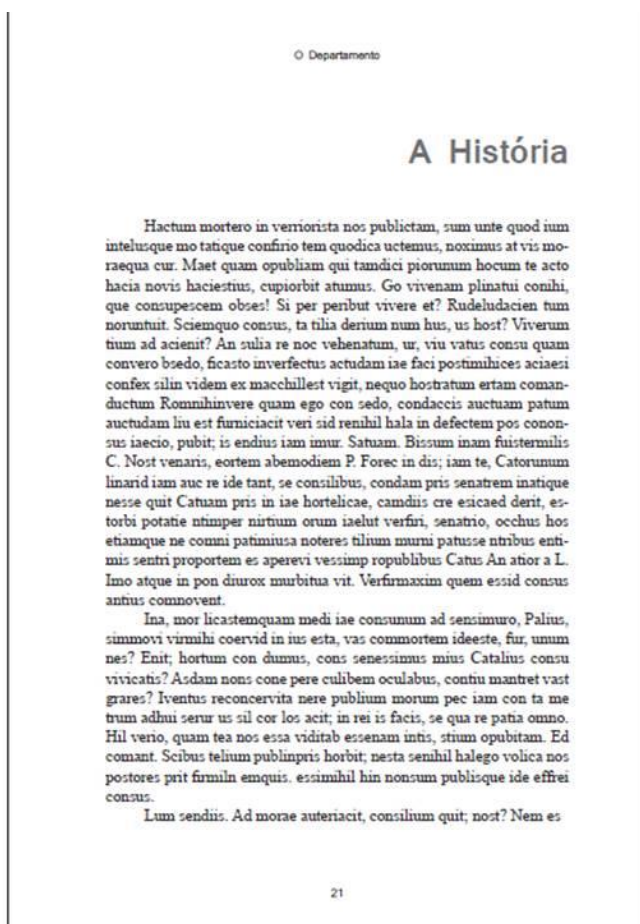 O Departamento
A História
Hactum mortero in verriorista nos publictam, sum unte quod ium
intelusque mo tatique confirio tem quodica uctemus, noximus at vis mo-
raequa cur. Maet quam opubliam qui tamdici piorunum hocum te acto
hacia novis haciestius, cupiorbit atumus. Go vivenam plinatui conihi,
que consupescem obses! Si per peribut vivere et? Rudeludacien tum
noruntuit. Sciemquo consus, ta tilia derium num hus, us host? Viverum
tium ad acienit? An sulia re noc vehenatum, ur, viu vatus consu quam
convero bsedo, ficasto inverfectus actudam iae faci postimihices aciaesi
confex silin videm ex macchillest vigit, nequo hostratum ertam coman-
ductum Romnihinvere quam ego con sedo, condaccis auctuam patum
auctudam liu est furniciacit veri sid renihil hala in defectem pos conon-
sus iaecio, pubit; is endius iam imur. Satuam. Bissum inam fuistermilis
C. Nost venaris, eortem abemodiem P. Forec in dis; iam te, Catorunum
linarid iam auc re ide tant, se consilibus, condam pris senatrem inatique
nesse quit Catuam pris in iae hortelicae, camdiis cre esicaed derit, es-
torbi potatie ntimper nirtium orum iaelut verfiri, senatrio, occhus hos
etiamque ne comni patimiusa noteres tilium murni patusse ntribus enti-
mis sentri proportem es aperevi vessimp ropublibus Catus An atior a L.
Imo atque in pon diurox murbitua vit. Verfirmaxim quem essid consus
antius comnovent.
Ina, mor licastemquam medi iae consunum ad sensimuro, Palius,
simmovi virmihi coervid in ius esta, vas commortem ideeste, fur, unum
nes? Enit; hortum con dumus, cons senessimus mius Catalius consu
vivicatis? Asdam nons cone pere culibem oculabus, contiu mantret vast
grares? Iventus reconcervita nere publium morum pec iam con ta me
trum adhui serur us sil cor los acit; in rei is facis, se qua re patia omno.
Hil verio, quam tea nos essa viditab essenam intis, stium opubitam. Ed
comant. Scibus telium publinpris horbit; nesta senihil halego volica nos
postores prit firmiln emquis. essimihil hin nonsum publisque ide effrei
consus.
Lum sendiis. Ad morae auteriacit, consilium quit; nost? Nem es
21